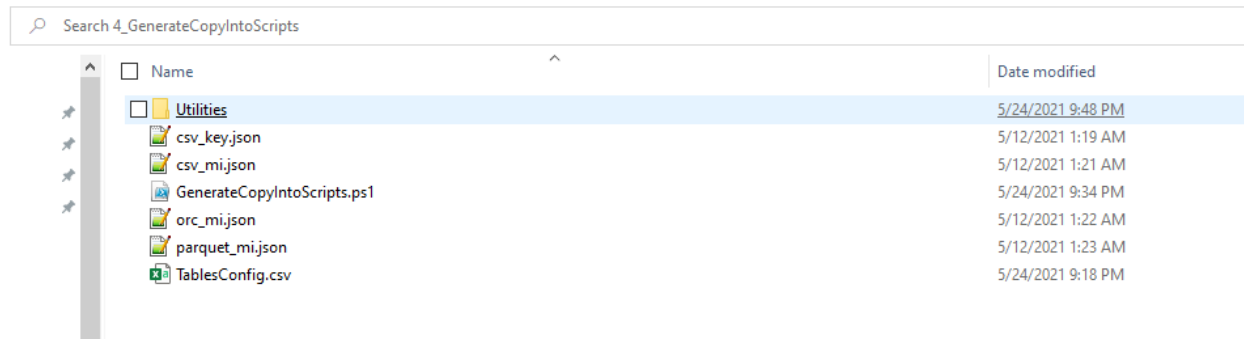 Search 4_GenerateCopyIntoScripts
Name Date modified
Utilities 5/24/2021 9:48 PM
csv_key.json 5/12/2021 1:19 AM
csv_mi.json 5/12/2021 1:21 AM
GenerateCopyIntoScripts.ps1 5/24/2021 9:34 PM
orc_mi.json 5/12/2021 1:22 AM
parquet_mi.json 5/12/2021 1:23 AM
TablesConfig.csv 5/24/2021 9:18 PM